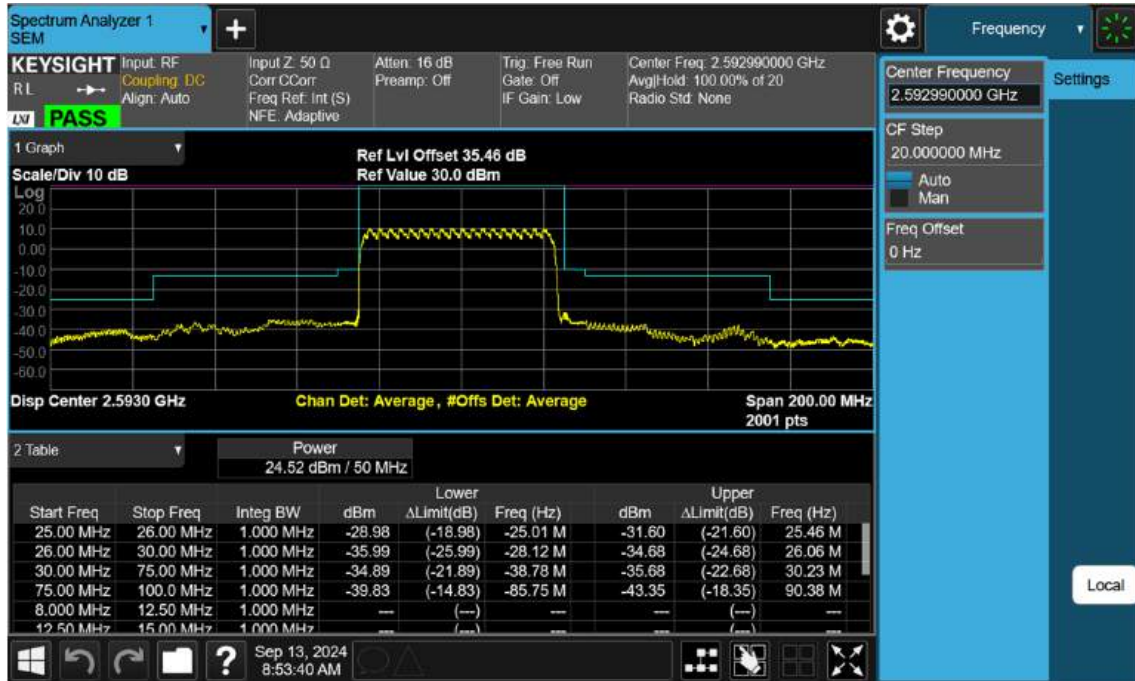 Spectrum Analyzer 1
SEM
Frequency
KEYSIGHT
RL
LXI
PASS
Input: RF
Coupling: DC
Align: Auto
Input Z: 50 Ω
Corr CCorr
Freq Ref: Int (S)
NFE: Adaptive
Atten: 16 dB
Preamp: Off
Trig: Free Run
Gate: Off
IF Gain: Low
Center Freq: 2.592990000 GHz
Avg|Hold: 100.00% of 20
Radio Std: None
Center Frequency
2.592990000 GHz
Settings
CF Step
20.000000 MHz
Auto
Man
Freq Offset
0 Hz
Local
1 Graph
Scale/Div 10 dB
Ref Lvl Offset 35.46 dB
Ref Value 30.0 dBm
Log
20.0
10.0
0.00
-10.0
-20.0
-30.0
-40.0
-50.0
-60.0
Disp Center 2.5930 GHz
Chan Det: Average, #Offs Det: Average
Span 200.00 MHz
2001 pts
2 Table
Power
24.52 dBm / 50 MHz
Lower Upper
Start Freq Stop Freq Integ BW dBm ΔLimit(dB) Freq (Hz) dBm ΔLimit(dB) Freq (Hz)
25.00 MHz 26.00 MHz 1.000 MHz -28.98 (-18.98) -25.01 M -31.60 (-21.60) 25.46 M
26.00 MHz 30.00 MHz 1.000 MHz -35.99 (-25.99) -28.12 M -34.68 (-24.68) 26.06 M
30.00 MHz 75.00 MHz 1.000 MHz -34.89 (-21.89) -38.78 M -35.68 (-22.68) 30.23 M
75.00 MHz 100.0 MHz 1.000 MHz -39.83 (-14.83) -85.75 M -43.35 (-18.35) 90.38 M
8.000 MHz 12.50 MHz 1.000 MHz --- (---) --- --- (---) ---
12.50 MHz 15.00 MHz 1.000 MHz --- (---) --- --- (---) ---
?
Sep 13, 2024
8:53:40 AM